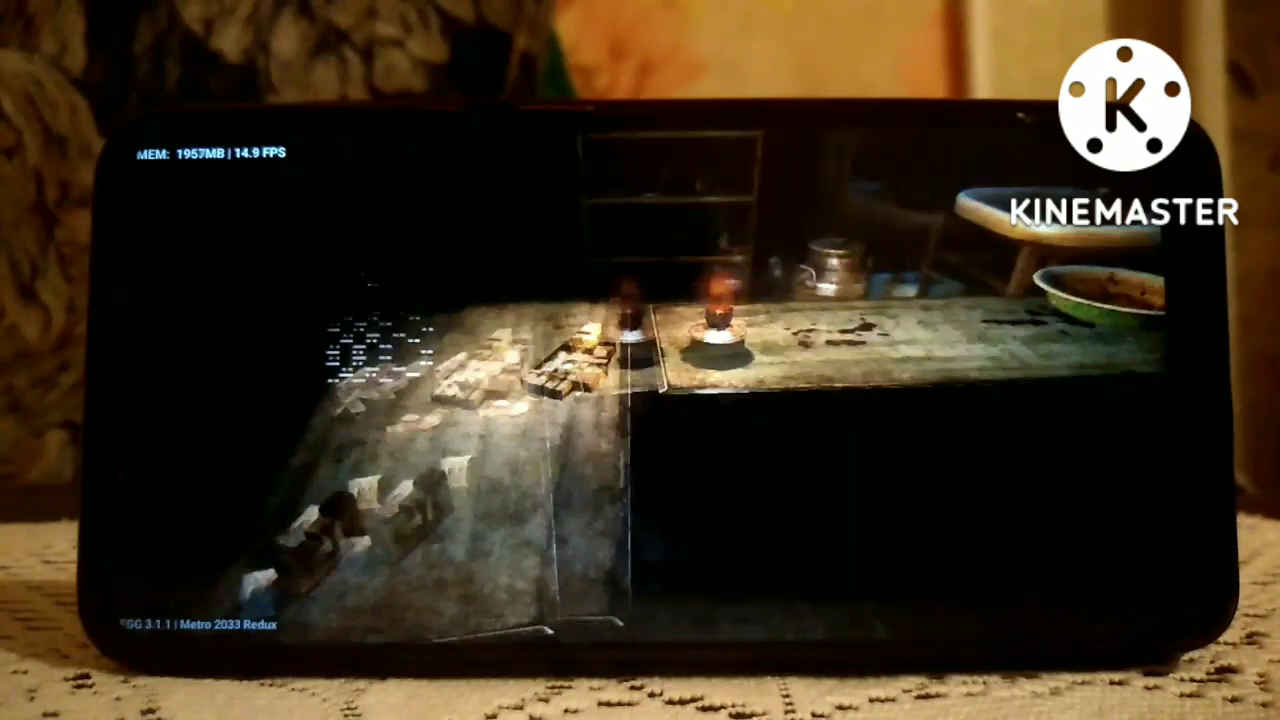 MEM: 1957MB | 14.9 FPS
KINEMASTER
EGG 3.1.1 | Metro 2033 Redux